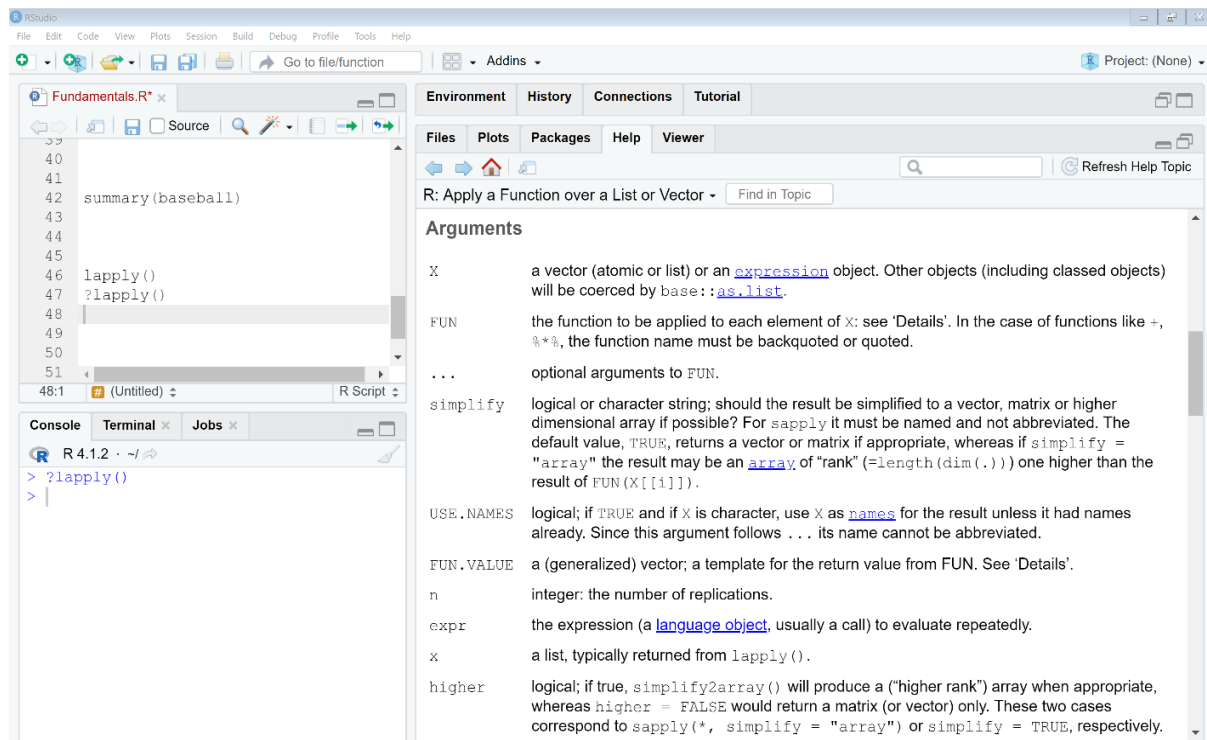 RStudio
File Edit Code View Plots Session Build Debug Profile Tools Help
Go to file/function Addins Project: (None)
Fundamentals.R*
Source
39
40
41
42 summary(baseball)
43
44
45
46 lapply()
47 ?lapply()
48
49
50
51
48:1 # (Untitled) R Script
Console Terminal Jobs
R 4.1.2 · ~/
> ?lapply()
>
Environment History Connections Tutorial
Files Plots Packages Help Viewer
Refresh Help Topic
R: Apply a Function over a List or Vector Find in Topic
Arguments
X a vector (atomic or list) or an expression object. Other objects (including classed objects)
will be coerced by base::as.list.
FUN the function to be applied to each element of X: see ‘Details’. In the case of functions like +,
%*%, the function name must be backquoted or quoted.
... optional arguments to FUN.
simplify logical or character string; should the result be simplified to a vector, matrix or higher
dimensional array if possible? For sapply it must be named and not abbreviated. The
default value, TRUE, returns a vector or matrix if appropriate, whereas if simplify =
"array" the result may be an array of “rank” (=length(dim(.))) one higher than the
result of FUN(X[[i]]).
USE.NAMES logical; if TRUE and if X is character, use X as names for the result unless it had names
already. Since this argument follows ... its name cannot be abbreviated.
FUN.VALUE a (generalized) vector; a template for the return value from FUN. See ‘Details’.
n integer: the number of replications.
expr the expression (a language object, usually a call) to evaluate repeatedly.
x a list, typically returned from lapply().
higher logical; if true, simplify2array() will produce a (“higher rank”) array when appropriate,
whereas higher = FALSE would return a matrix (or vector) only. These two cases
correspond to sapply(*, simplify = "array") or simplify = TRUE, respectively.